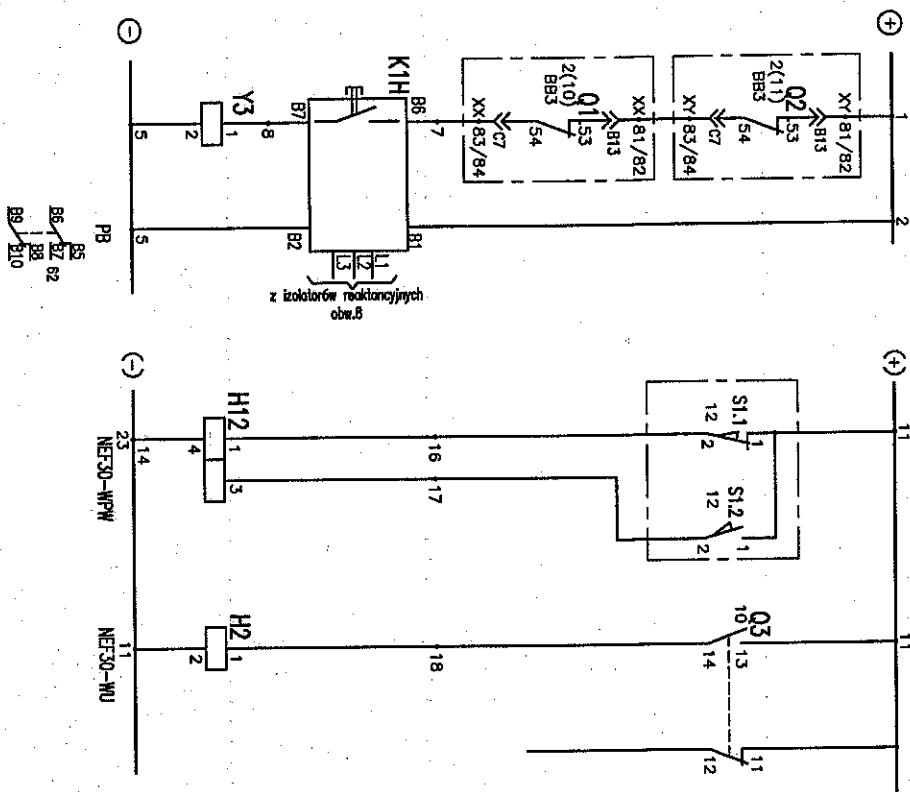 +
1
2
XY 81/82
B13
Q2
53
2(11)
BB3
54
C7
XY 83/84
XX 81/82
B13
Q1
53
2(10)
BB3
54
C7
XX 83/84
7
B6
B1
K1H
B7
B2
L1
L2
L3
z izolatorów reaktancyjnych
obw.8
8
Y3
1
2
5
5
-
PB
B5
B6
B7
62
B8
B9
B10
(+)
11
11
S1.1
1
12
2
S1.2
12
1
2
Q3
10
13
14
11
12
16
17
18
H12
1
3
4
H2
1
2
14
23
11
(-)
NEF30-WPW
NEF30-WU